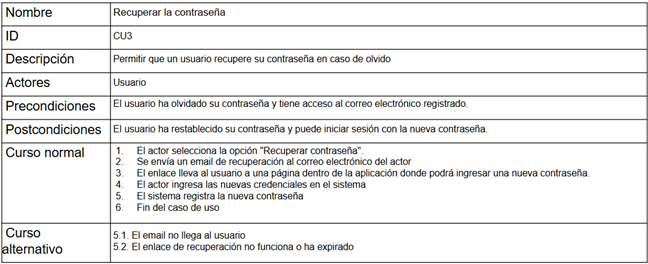 Nombre Recuperar la contraseña
ID CU3
Descripción Permitir que un usuario recupere su contraseña en caso de olvido
Actores Usuario
Precondiciones El usuario ha olvidado su contraseña y tiene acceso al correo electrónico registrado.
Postcondiciones El usuario ha restablecido su contraseña y puede iniciar sesión con la nueva contraseña.
Curso normal 1. El actor selecciona la opción "Recuperar contraseña".
2. Se envía un email de recuperación al correo electrónico del actor
3. El enlace lleva al usuario a una página dentro de la aplicación donde podrá ingresar una nueva contraseña.
4. El actor ingresa las nuevas credenciales en el sistema
5. El sistema registra la nueva contraseña
6. Fin del caso de uso
Curso alternativo 5.1. El email no llega al usuario
5.2. El enlace de recuperación no funciona o ha expirado